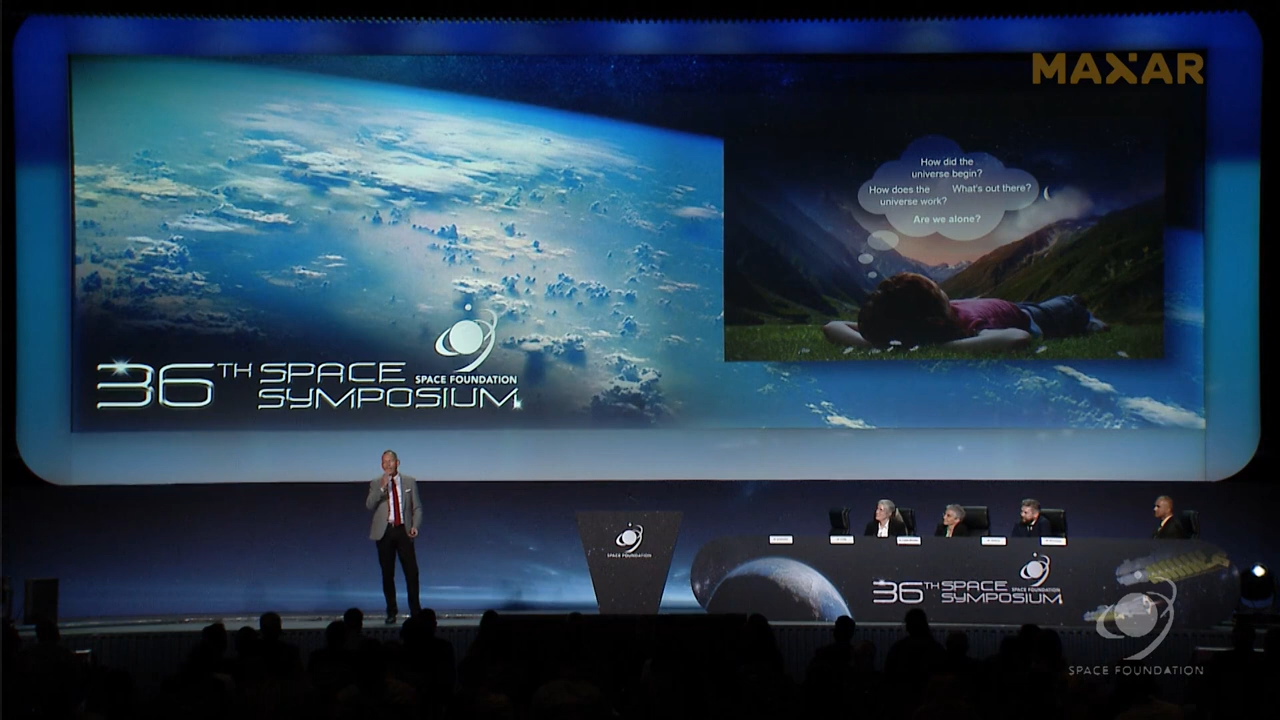 MAXAR
How did the
universe begin?
How does the
universe work?
What's out there?
Are we alone?
36TH SPACE
SYMPOSIUM
SPACE FOUNDATION
SPACE FOUNDATION
36TH SPACE
SYMPOSIUM
SPACE FOUNDATION
SPACE FOUNDATION